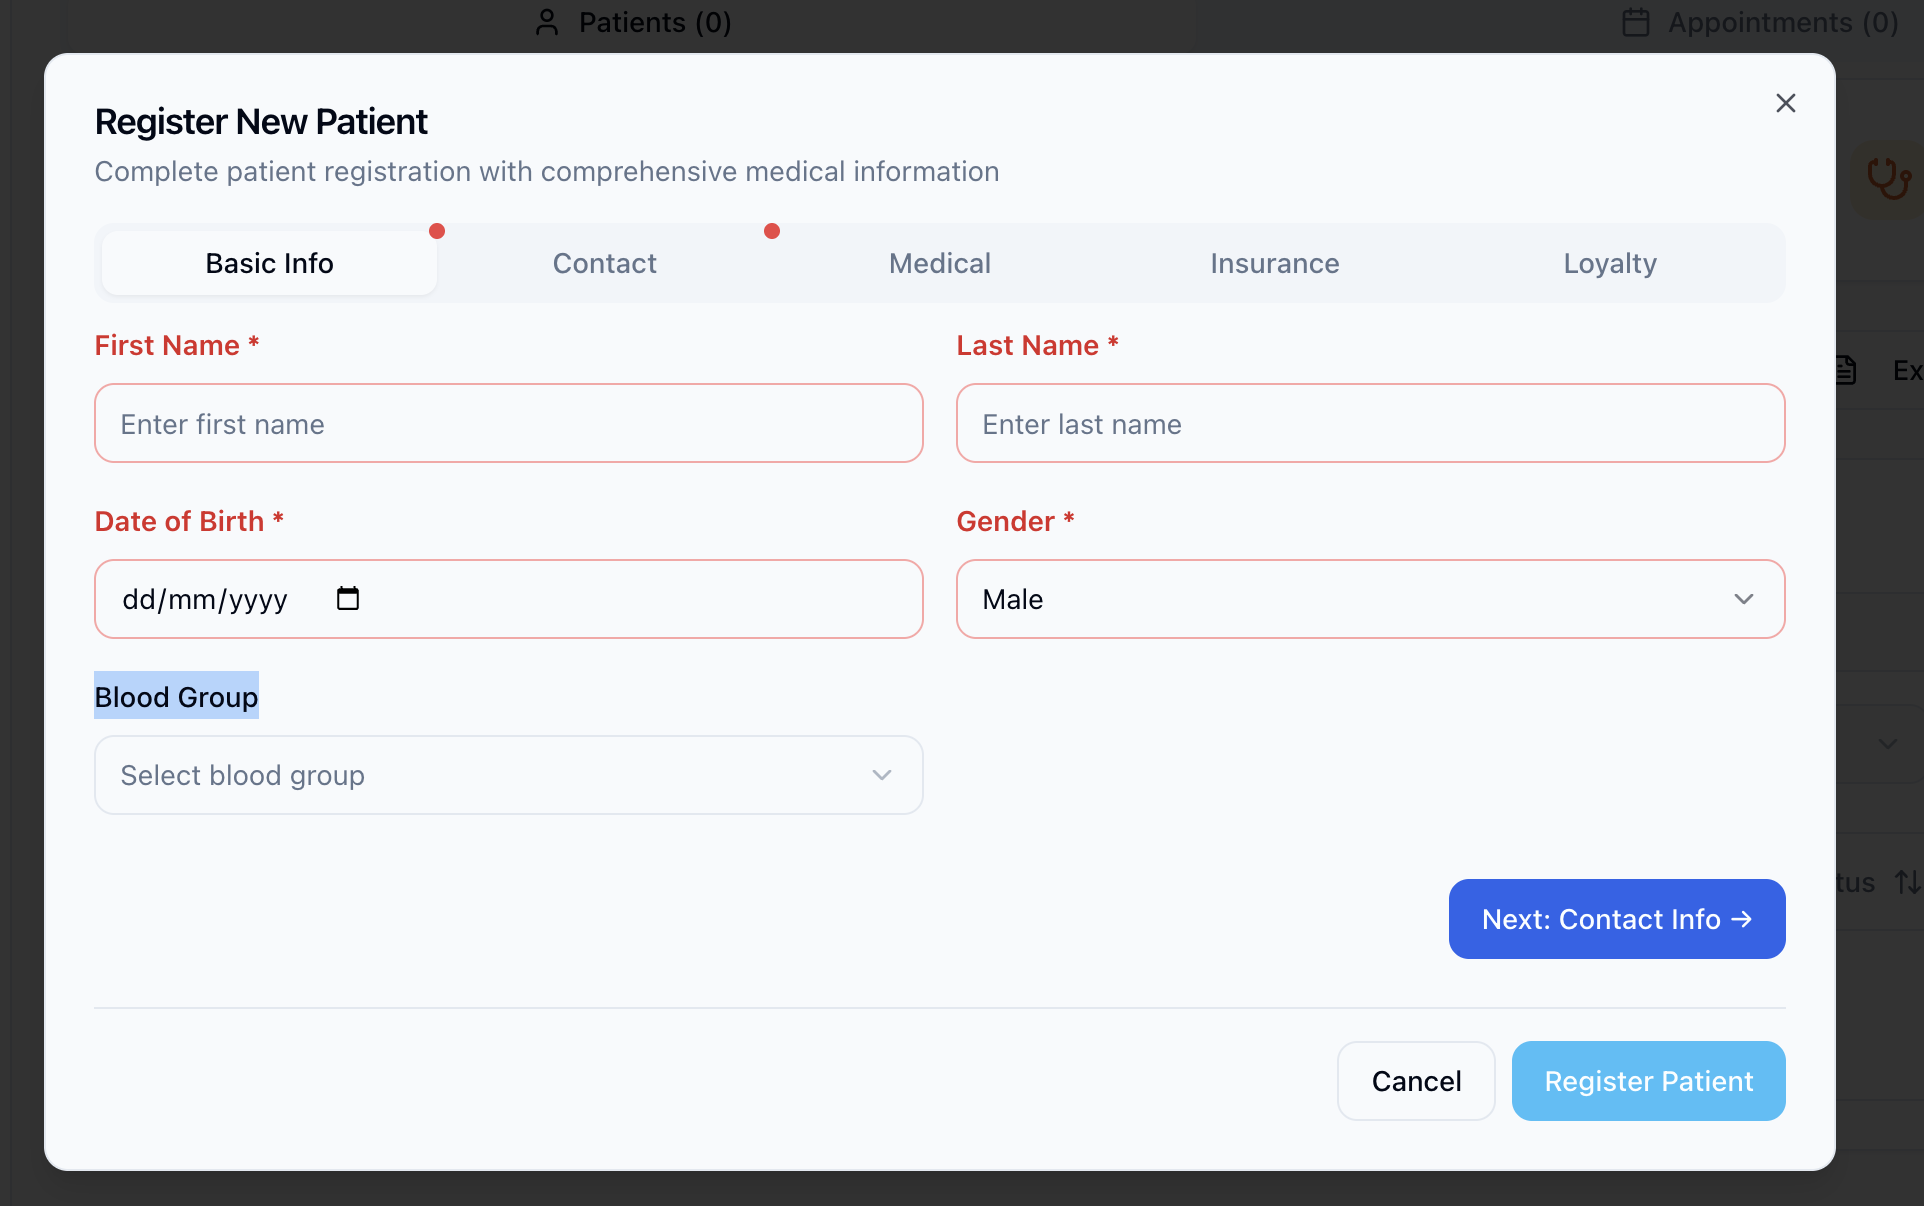 Patients (0)
Appointments (0)
Register New Patient
Complete patient registration with comprehensive medical information
Basic Info
Contact
Medical
Insurance
Loyalty
First Name *
Last Name *
Enter first name
Enter last name
Ex
Date of Birth *
Gender *
dd/mm/yyyy
Male
Blood Group
Select blood group
tus
Next: Contact Info →
Cancel
Register Patient